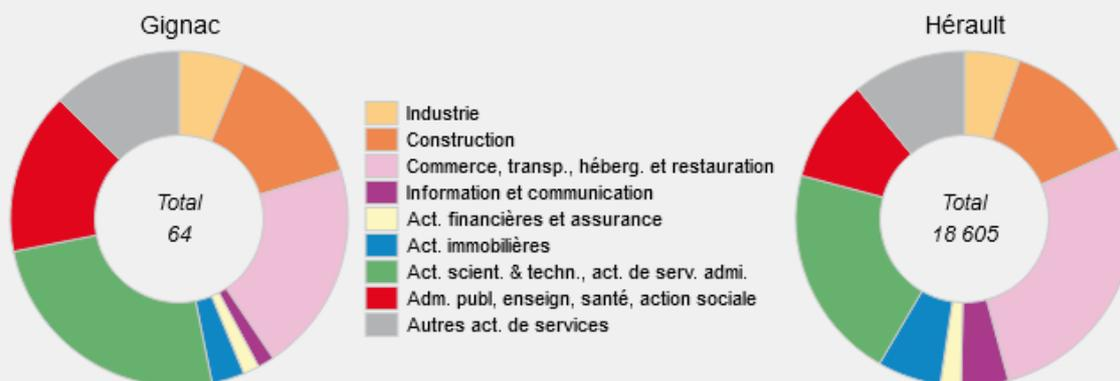 Gignac
Total
64
Industrie
Construction
Commerce, transp., héberg. et restauration
Information et communication
Act. financières et assurance
Act. immobilières
Act. scient. & techn., act. de serv. admi.
Adm. publ, enseign, santé, action sociale
Autres act. de services
Hérault
Total
18 605